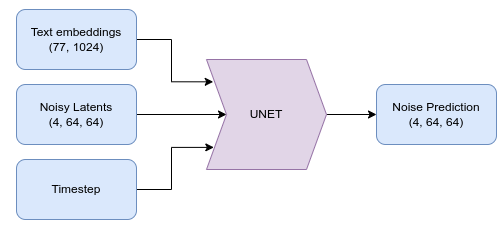 Text embeddings
(77, 1024)
Noisy Latents
(4, 64, 64)
Timestep
UNET
Noise Prediction
(4, 64, 64)